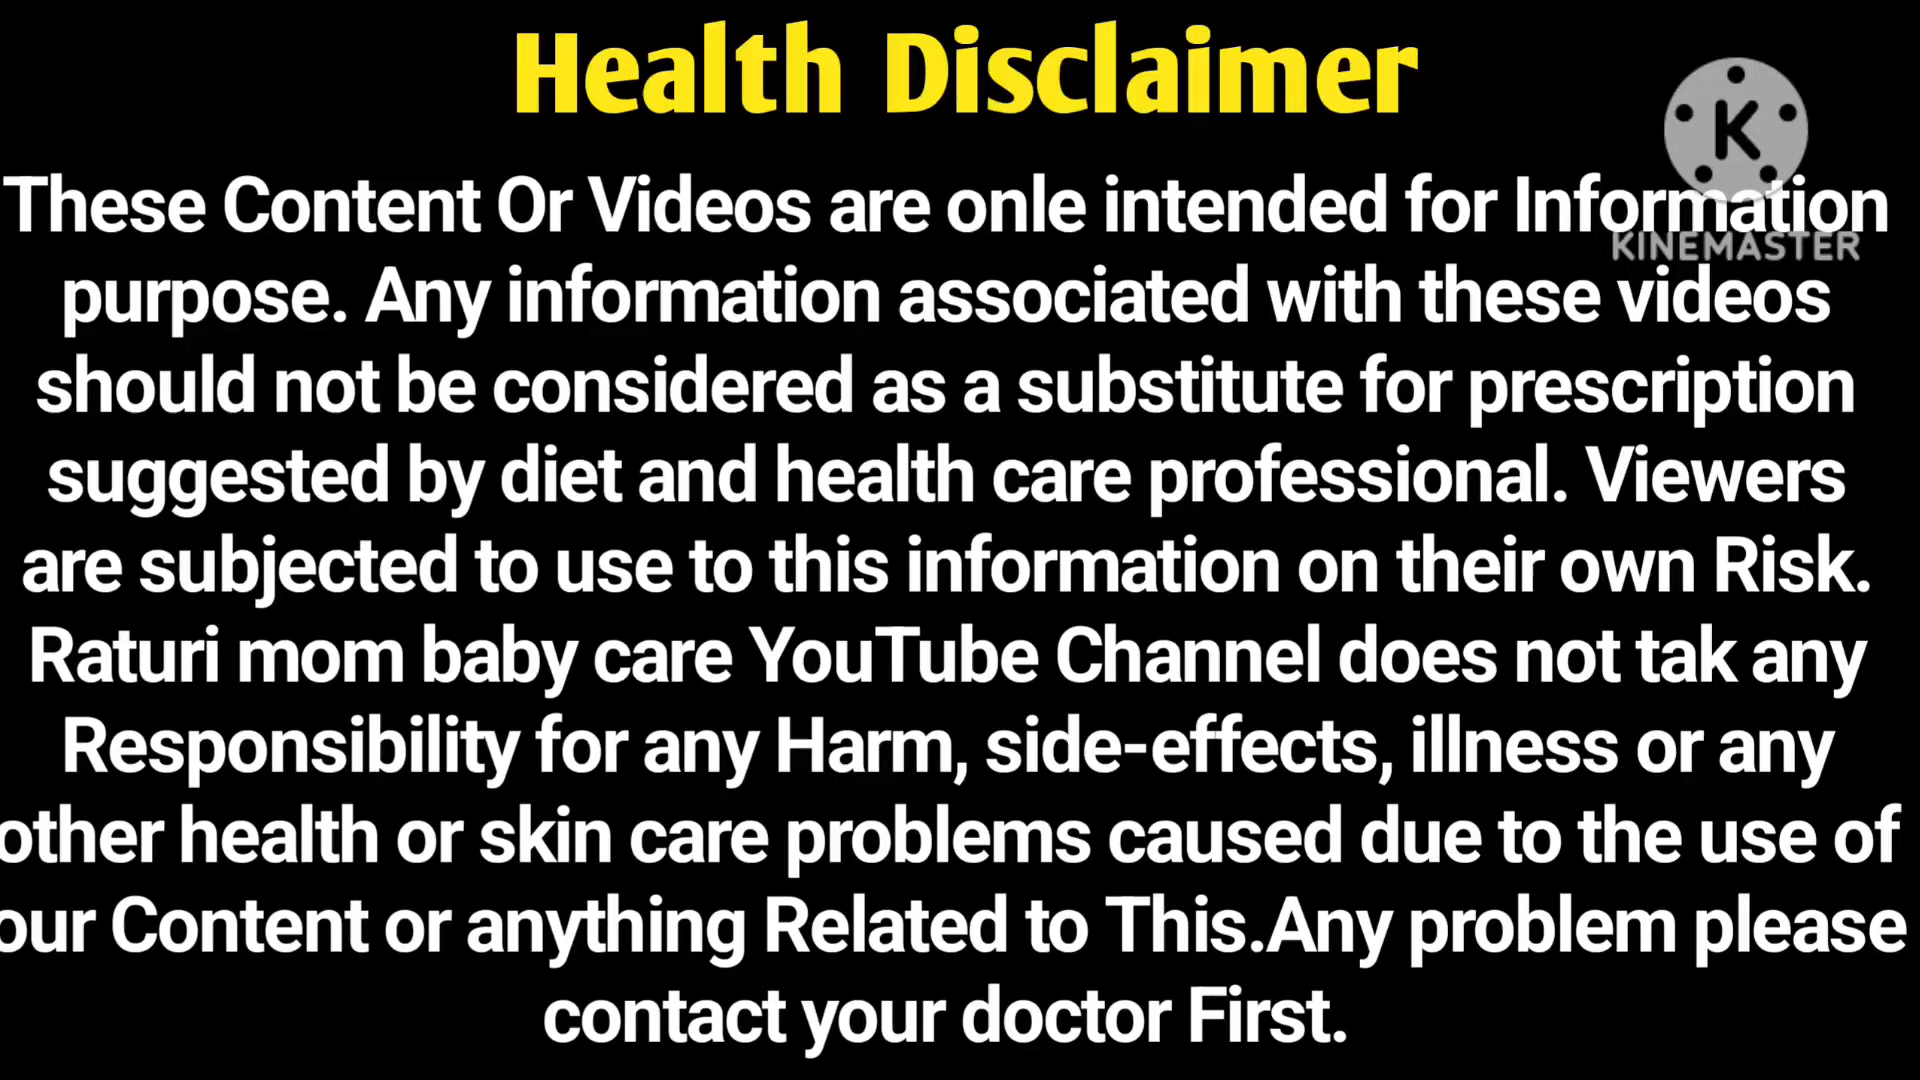 Health Disclaimer
K
KINEMASTER
These Content Or Videos are onle intended for Information
purpose. Any information associated with these videos
should not be considered as a substitute for prescription
suggested by diet and health care professional. Viewers
are subjected to use to this information on their own Risk.
Raturi mom baby care YouTube Channel does not tak any
Responsibility for any Harm, side-effects, illness or any
other health or skin care problems caused due to the use of
our Content or anything Related to This.Any problem please
contact your doctor First.